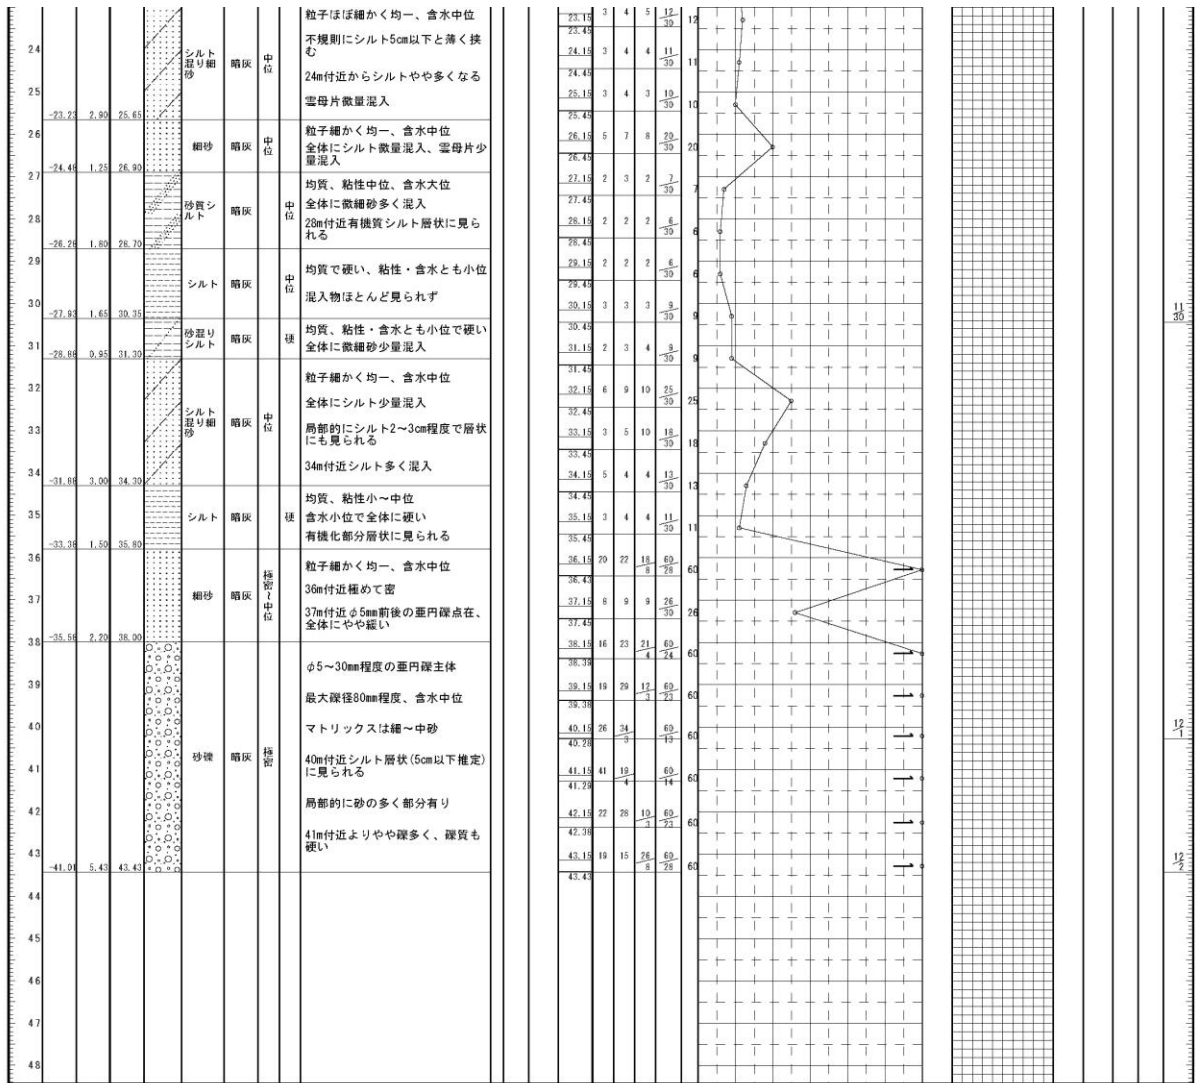 粒子ほぼ細かく均一、含水中位
不規則にシルト5cm以下と薄く挟
む
24m付近からシルトやや多くなる
雲母片微量混入
シルト
混り細
砂
暗灰
中位
-23.23 2.90 25.65
粒子細かく均一、含水中位
全体にシルト微量混入、雲母片少
量混入
細砂
暗灰
中位
-24.48 1.25 26.90
均質、粘性中位、含水大位
全体に微細砂多く混入
28m付近有機質シルト層状に見ら
れる
砂質シ
ルト
暗灰
中位
-26.28 1.80 28.70
均質で硬い、粘性・含水とも小位
混入物ほとんど見られず
シルト
暗灰
中位
-27.93 1.65 30.35
均質、粘性・含水とも小位で硬い
全体に微細砂少量混入
砂混り
シルト
暗灰
硬
-28.88 0.95 31.30
粒子細かく均一、含水中位
全体にシルト少量混入
局部的にシルト2～3cm程度で層状
にも見られる
34m付近シルト多く混入
シルト
混り細
砂
暗灰
中位
-31.88 3.00 34.30
均質、粘性小～中位
含水小位で全体に硬い
有機化部分層状に見られる
シルト
暗灰
硬
-33.38 1.50 35.80
粒子細かく均一、含水中位
36m付近極めて密
37m付近φ5mm前後の亜円礫点在、
全体にやや緩い
細砂
暗灰
極密～中位
-35.58 2.20 38.00
φ5～30mm程度の亜円礫主体
最大礫径80mm程度、含水中位
マトリックスは細～中砂
40m付近シルト層状(5cm以下推定)
に見られる
局部的に砂の多く部分有り
41m付近よりやや礫多く、礫質も
硬い
砂礫
暗灰
極密
-41.01 5.43 43.43
24
25
26
27
28
29
30
31
32
33
34
35
36
37
38
39
40
41
42
43
44
45
46
47
48
23.15 3 4 5 12/30 12
23.45
24.15 3 4 4 11/30 11
24.45
25.15 3 4 3 10/30 10
25.45
26.15 5 7 8 20/30 20
26.45
27.15 2 3 2 7/30 7
27.45
28.15 2 2 2 6/30 6
28.45
29.15 2 2 2 6/30 6
29.45
30.15 3 3 3 9/30 9
30.45
31.15 2 3 4 9/30 9
31.45
32.15 6 9 10 25/30 25
32.45
33.15 3 5 10 18/30 18
33.45
34.15 5 4 4 13/30 13
34.45
35.15 3 4 4 11/30 11
35.45
36.15 20 22 18/8 60/28 60
36.43
37.15 8 9 9 26/30 26
37.45
38.15 16 23 21/4 60/24 60
38.39
39.15 19 29 12/3 60/23 60
39.38
40.15 26 34/3 60/13 60
40.28
41.15 41 19/4 60/14 60
41.29
42.15 22 28 10/3 60/23 60
42.38
43.15 19 15 26/8 60/28 60
43.43
11/30
12/1
12/2